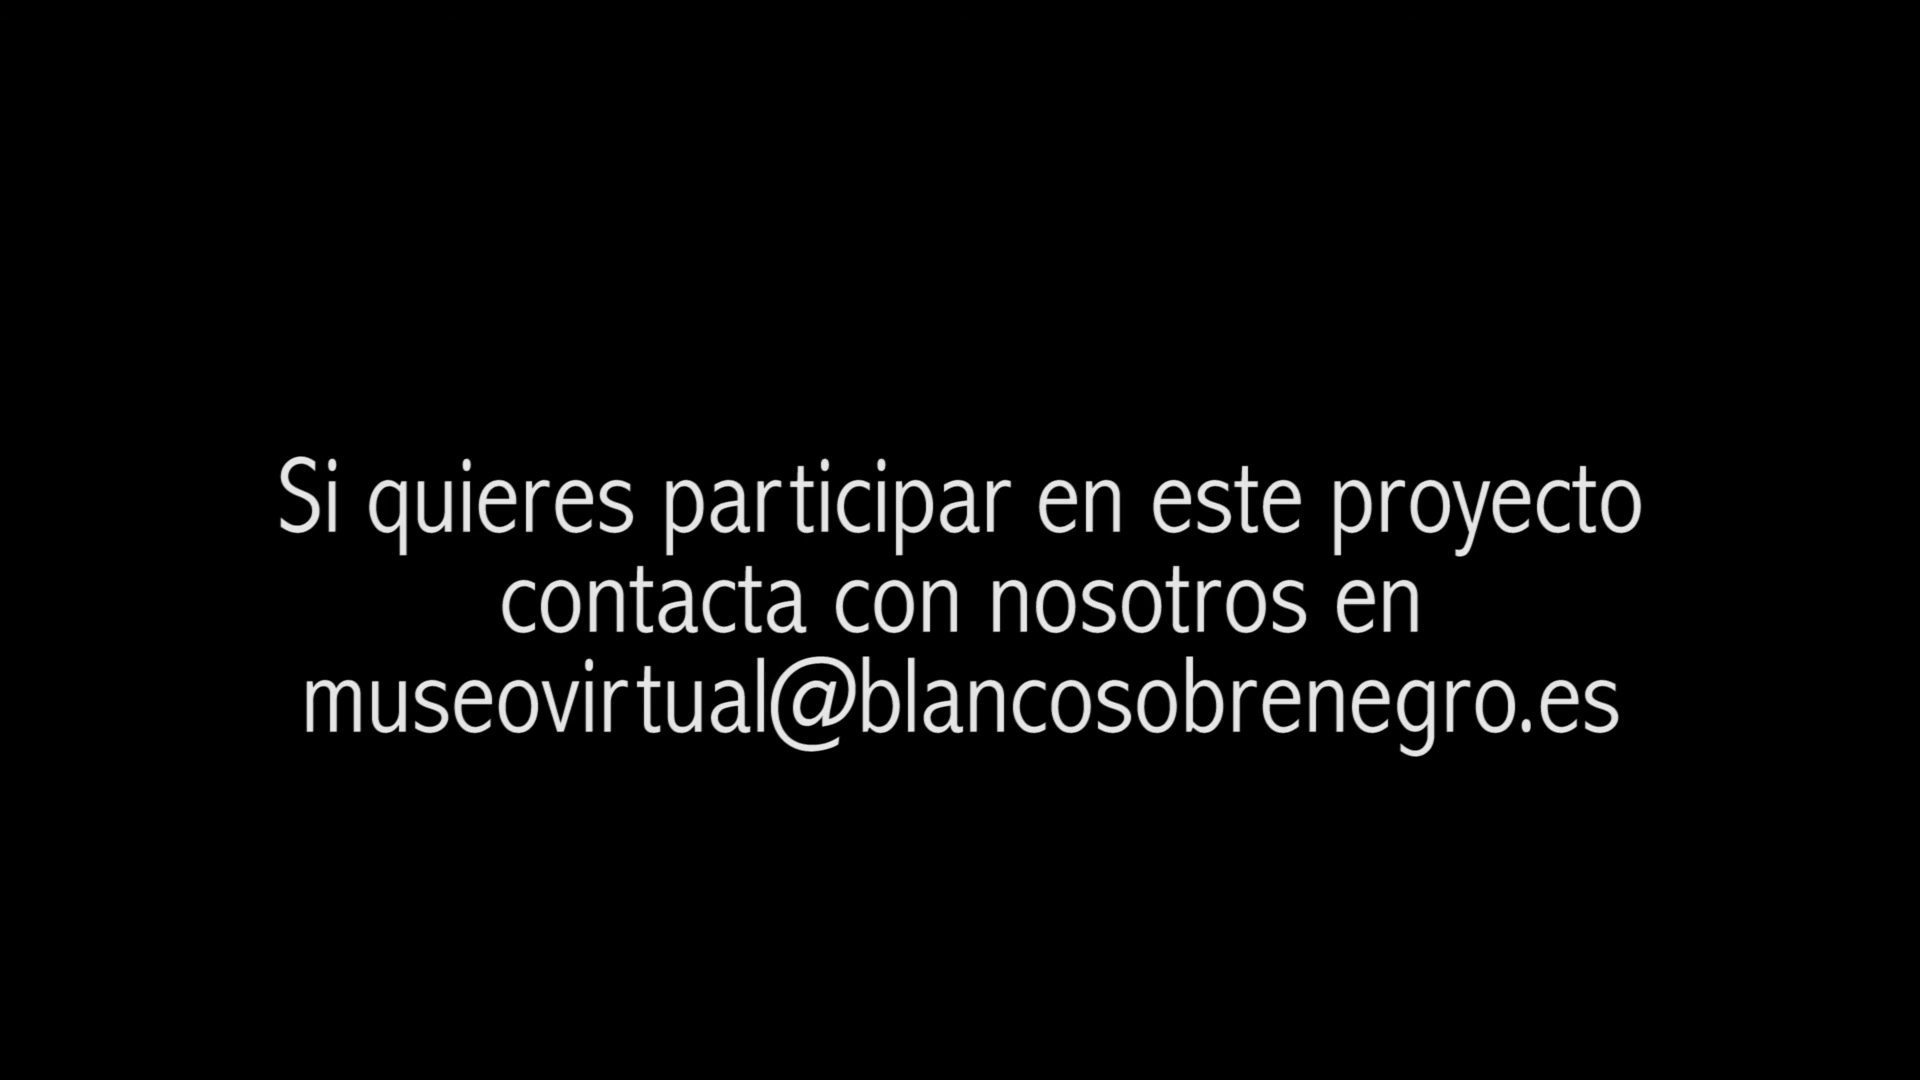 Si quieres participar en este proyecto
contacta con nosotros en
museovirtual@blancosobrenegro.es